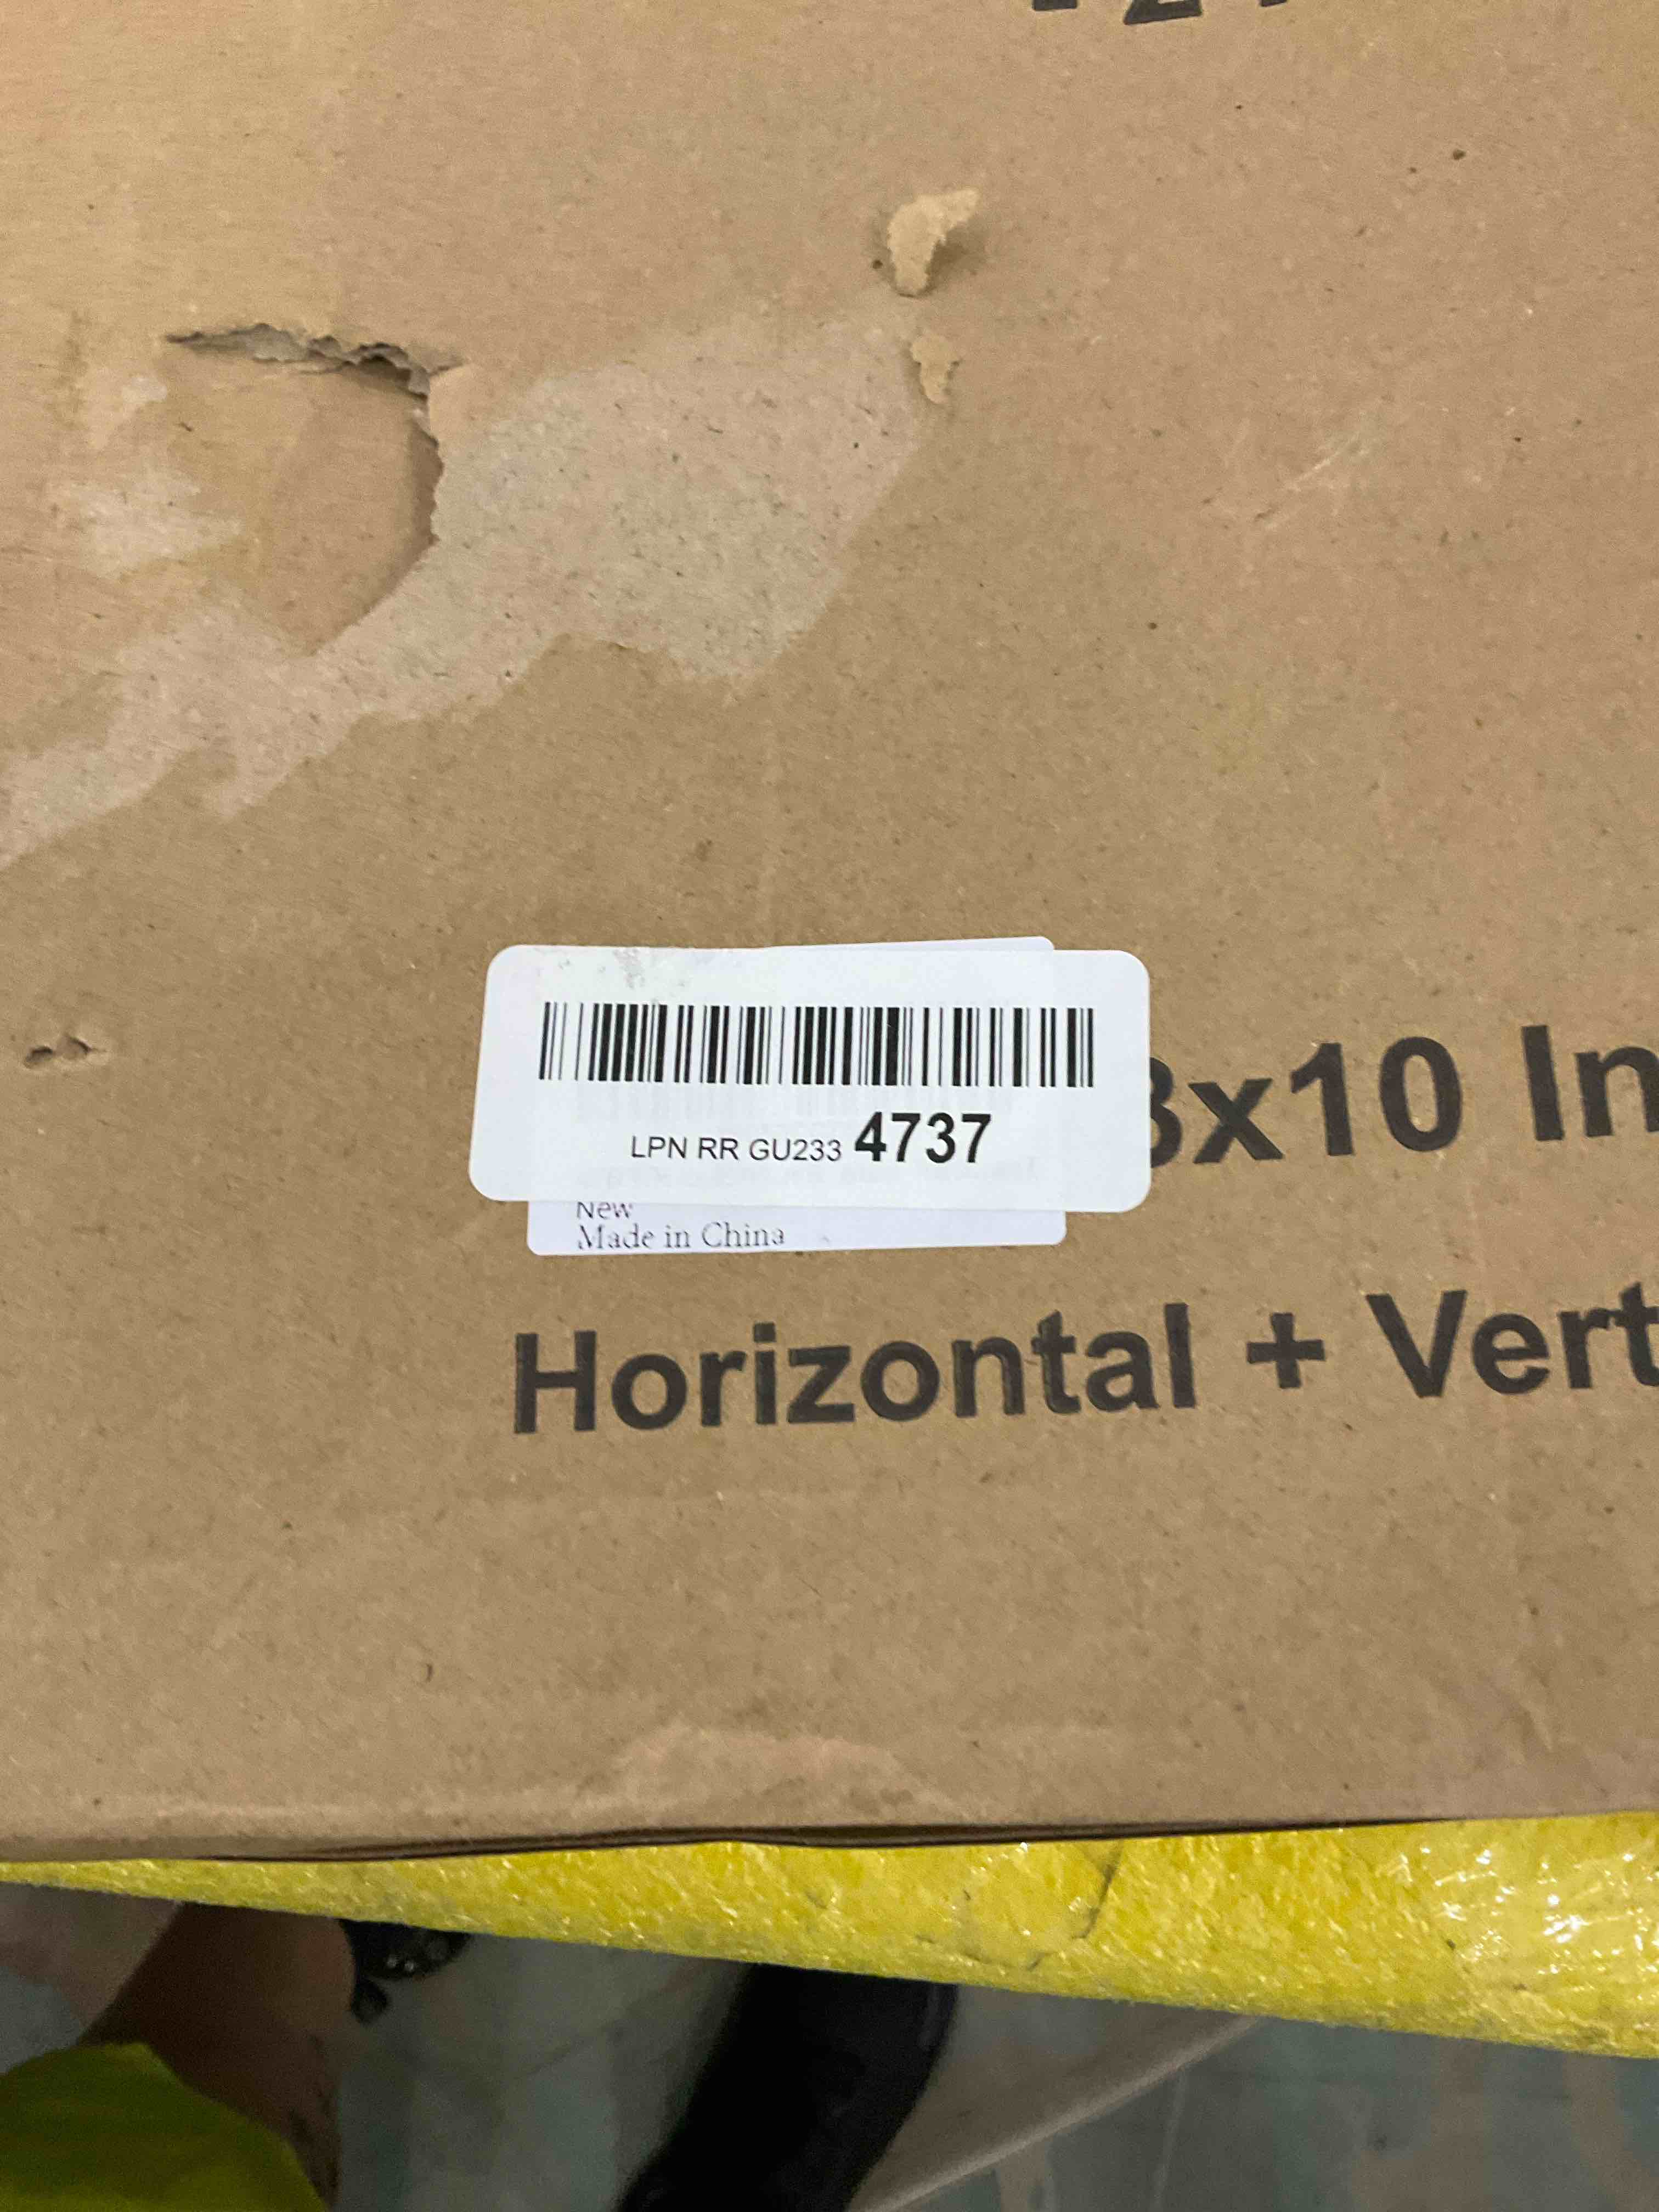 LPN RR GU233 4737
x10 In
New
Made in China
Horizontal + Vert